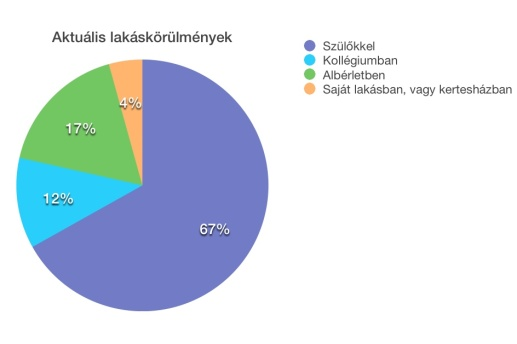 Aktuális lakáskörülmények
Szülőkkel
Kollégiumban
Albérletben
Saját lakásban, vagy kertesházban
4%
17%
12%
67%